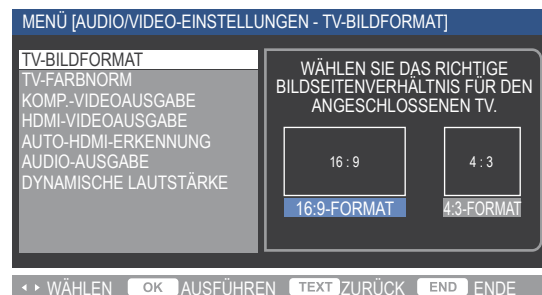 MENÜ [AUDIO/VIDEO-EINSTELLUNGEN - TV-BILDFORMAT]
TV-BILDFORMAT
TV-FARBNORM
KOMP.-VIDEOAUSGABE
HDMI-VIDEOAUSGABE
AUTO-HDMI-ERKENNUNG
AUDIO-AUSGABE
DYNAMISCHE LAUTSTÄRKE
WÄHLEN SIE DAS RICHTIGE
BILDSEITENVERHÄLTNIS FÜR DEN
ANGESCHLOSSENEN TV.
16 : 9 4 : 3
16:9-FORMAT 4:3-FORMAT
WÄHLEN OK AUSFÜHREN TEXT ZURÜCK END ENDE